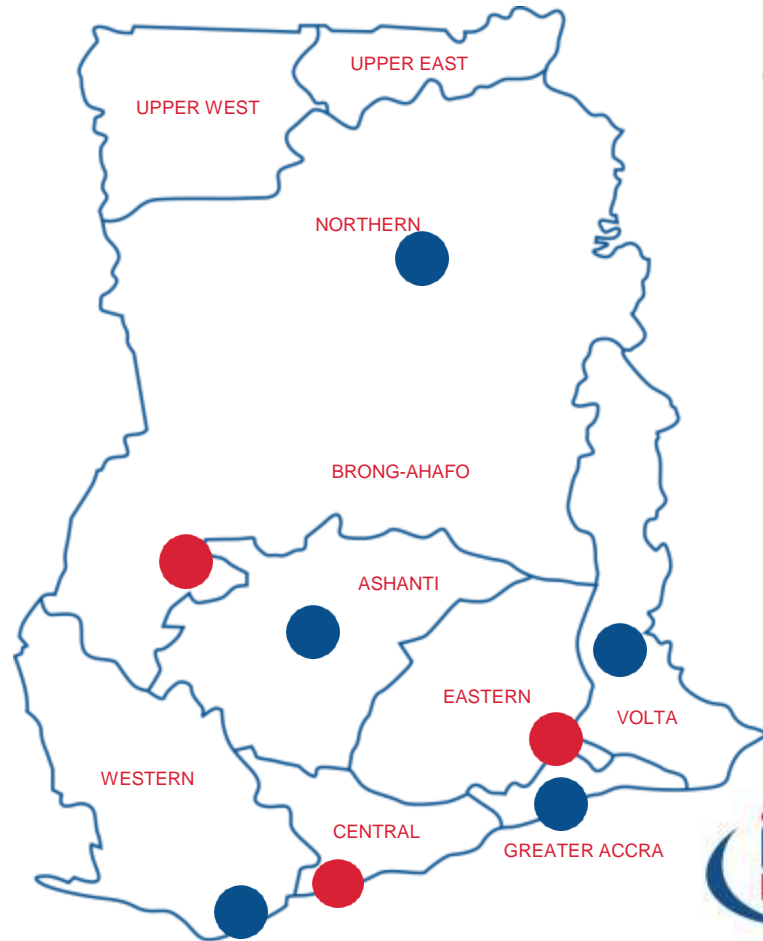 UPPER EAST
UPPER WEST
NORTHERN
BRONG-AHAFO
ASHANTI
EASTERN
VOLTA
WESTERN
CENTRAL
GREATER ACCRA